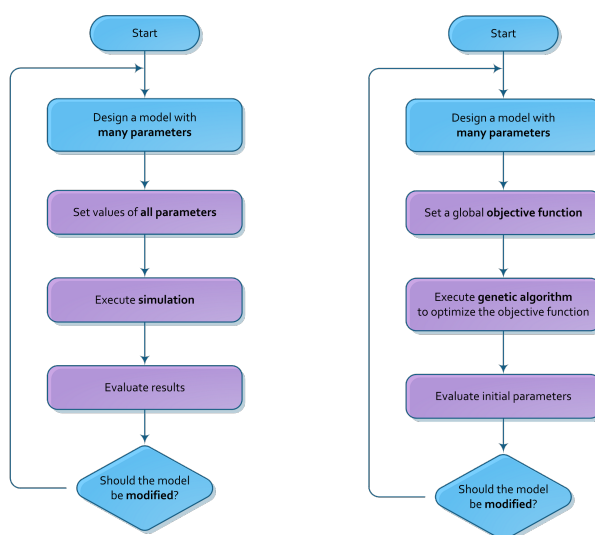 Start
Design a model with
many parameters
Set values of all parameters
Execute simulation
Evaluate results
Should the model
be modified?
Start
Design a model with
many parameters
Set a global objective function
Execute genetic algorithm
to optimize the objective function
Evaluate initial parameters
Should the model
be modified?